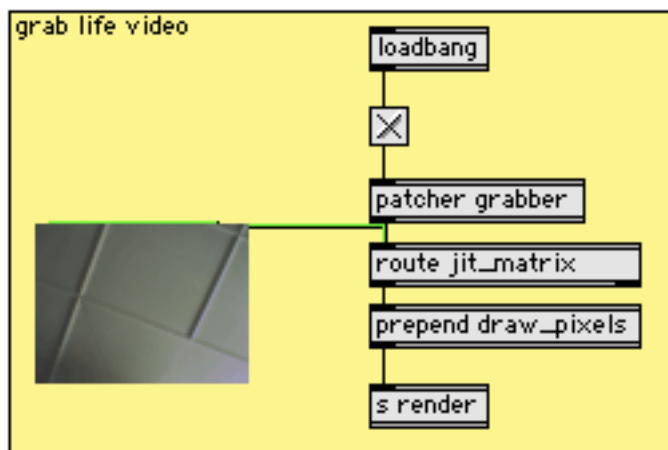 grab life video
loadbang
patcher grabber
route jit_matrix
prepend draw_pixels
s render